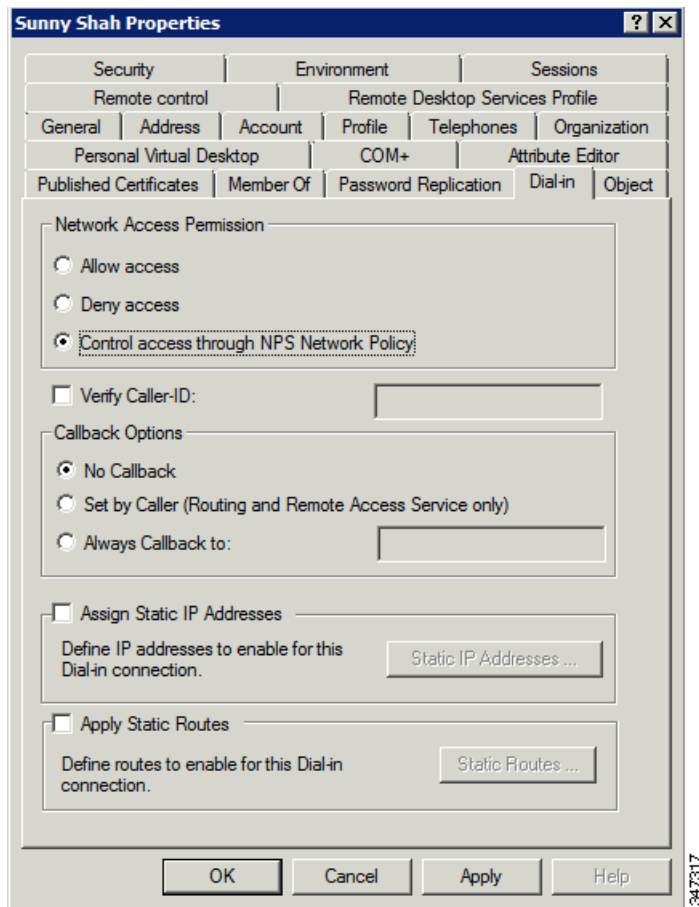 Sunny Shah Properties
Security Environment Sessions
Remote control Remote Desktop Services Profile
General Address Account Profile Telephones Organization
Personal Virtual Desktop COM+ Attribute Editor
Published Certificates Member Of Password Replication Dial-in Object
Network Access Permission
Allow access
Deny access
Control access through NPS Network Policy
Verify Caller-ID:
Callback Options
No Callback
Set by Caller (Routing and Remote Access Service only)
Always Callback to:
Assign Static IP Addresses
Define IP addresses to enable for this
Dial-in connection.
Static IP Addresses ...
Apply Static Routes
Define routes to enable for this Dial-in
connection.
Static Routes ...
OK Cancel Apply Help
347317